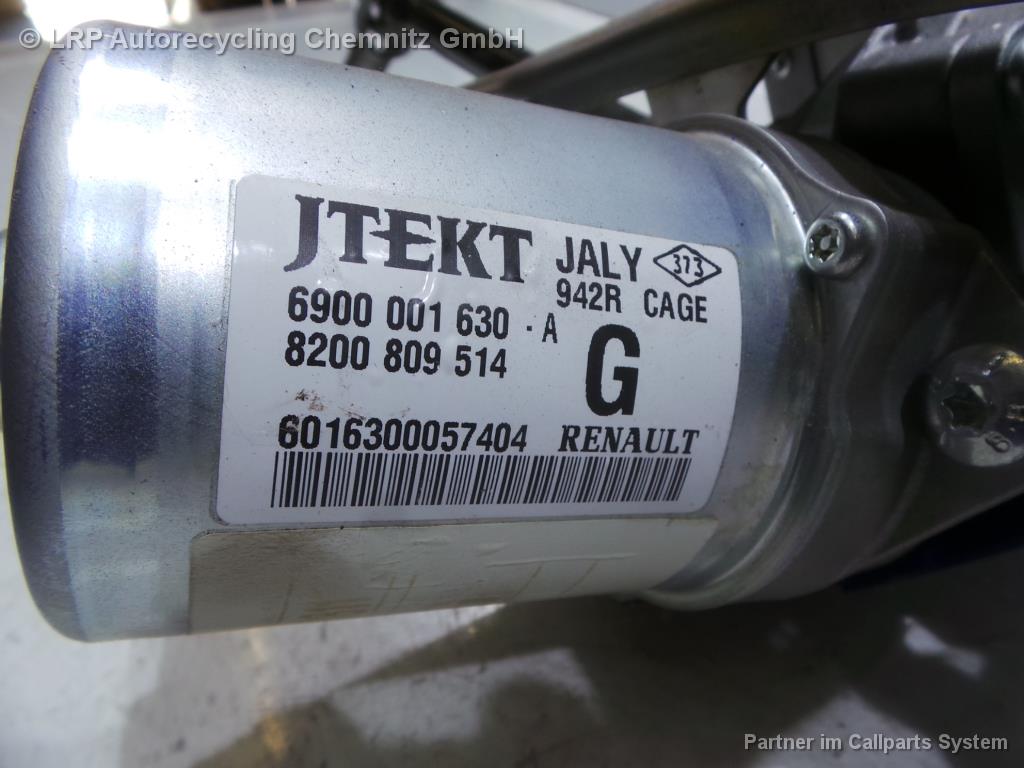 © LRP Autorecycling Chemnitz GmbH
JTEKT JALY 373
942R CAGE
6900 001 630 - A
8200 809 514
G
6016300057404 RENAULT
Partner im Callparts System